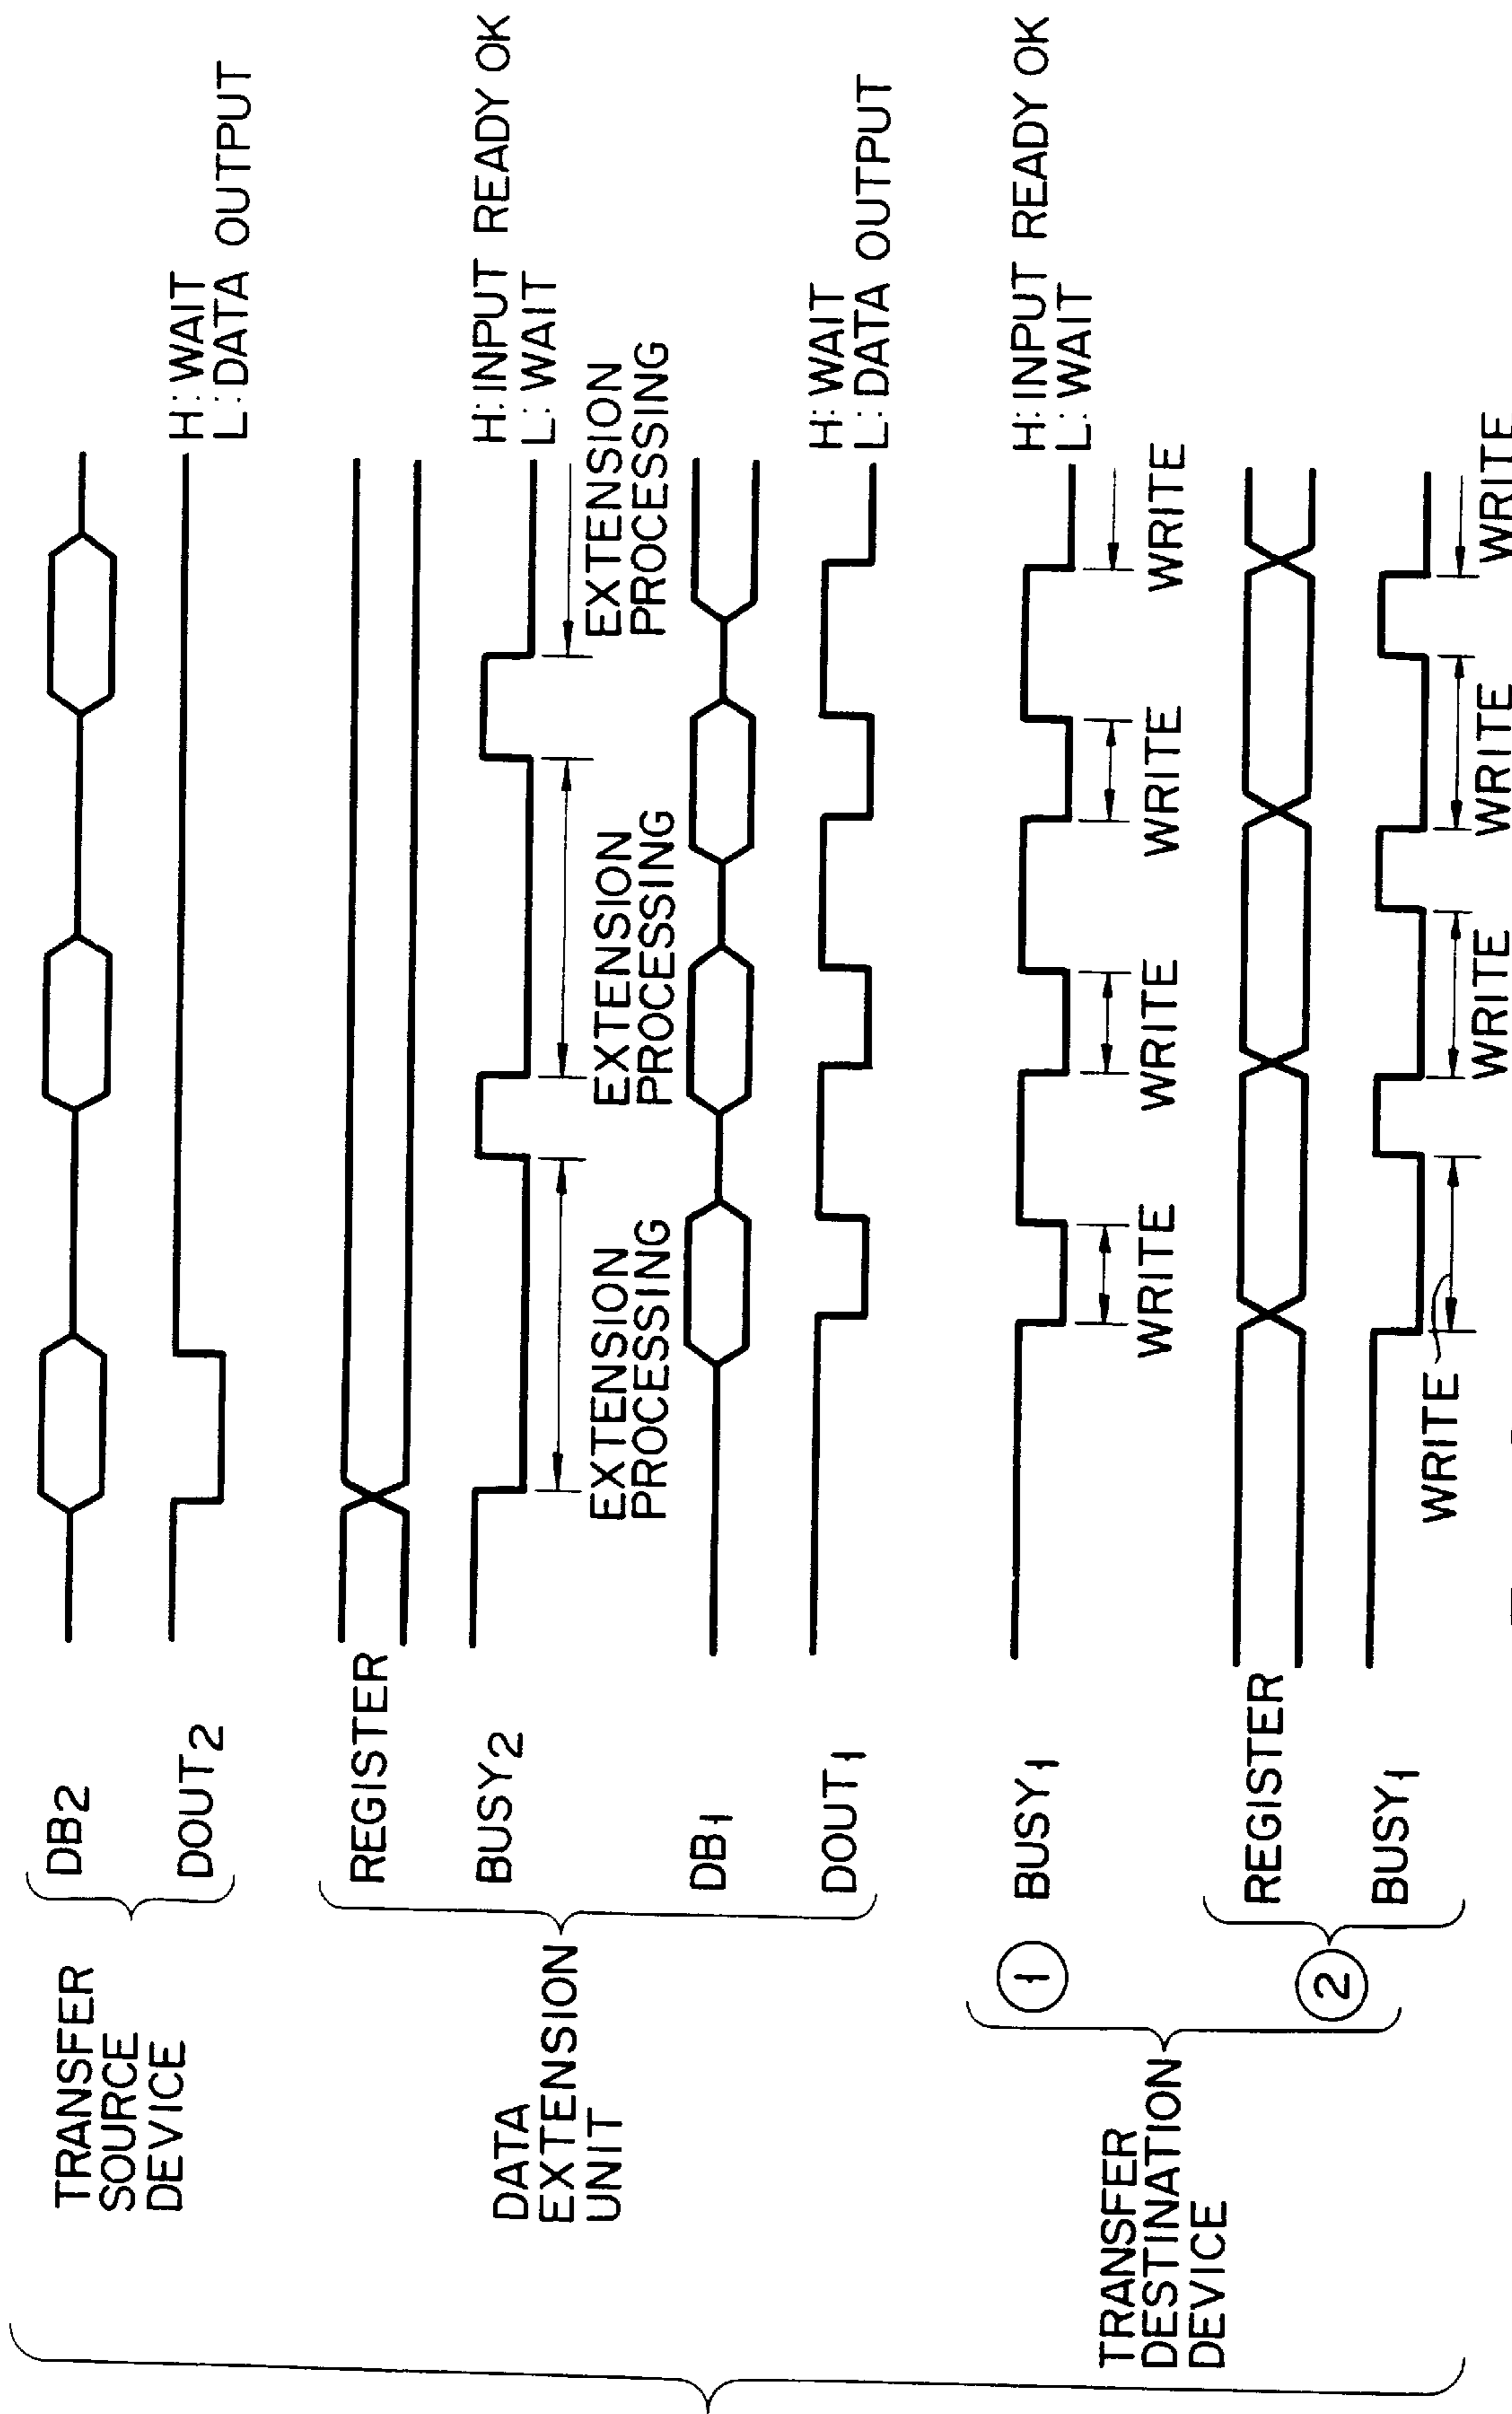 TRANSFER
SOURCE
DEVICE
DB2
DOUT2
H: WAIT
L: DATA OUTPUT
DATA
EXTENSION
UNIT
REGISTER
BUSY2
H: INPUT READY OK
L: WAIT
EXTENSION
PROCESSING
EXTENSION
PROCESSING
EXTENSION
PROCESSING
DB1
DOUT1
H: WAIT
L: DATA OUTPUT
TRANSFER
DESTINATION
DEVICE
1
BUSY1
H: INPUT READY OK
L: WAIT
WRITE
WRITE
WRITE
WRITE
2
REGISTER
BUSY1
WRITE
WRITE
WRITE
WRITE